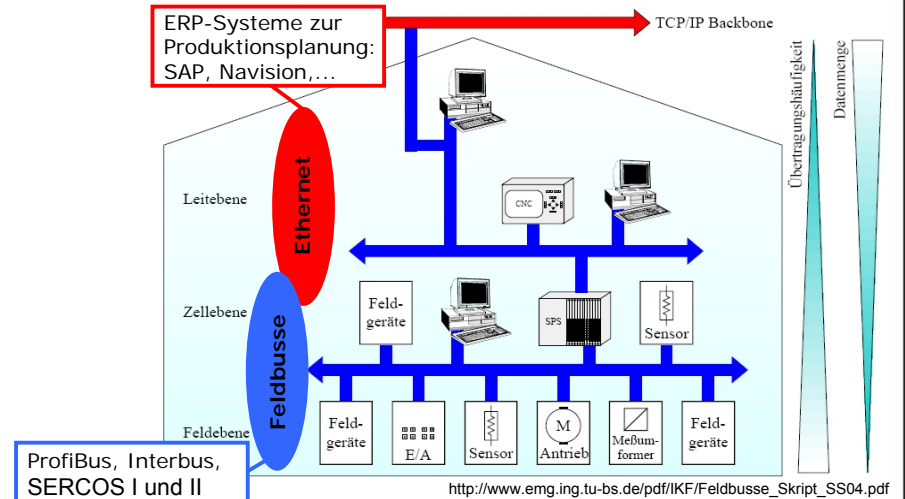 ERP-Systeme zur
Produktionsplanung:
SAP, Navision,...
TCP/IP Backbone
Übertragungshäufigkeit
Datenmenge
Leitebene
Ethernet
CNC
Zellebene
Feld-
geräte
SPS
Sensor
Feldbusse
Feldebene
Feld-
geräte
E/A
Sensor
M
Antrieb
Meßum-
former
Feld-
geräte
ProfiBus, Interbus,
SERCOS I und II
http://www.emg.ing.tu-bs.de/pdf/IKF/Feldbusse_Skript_SS04.pdf